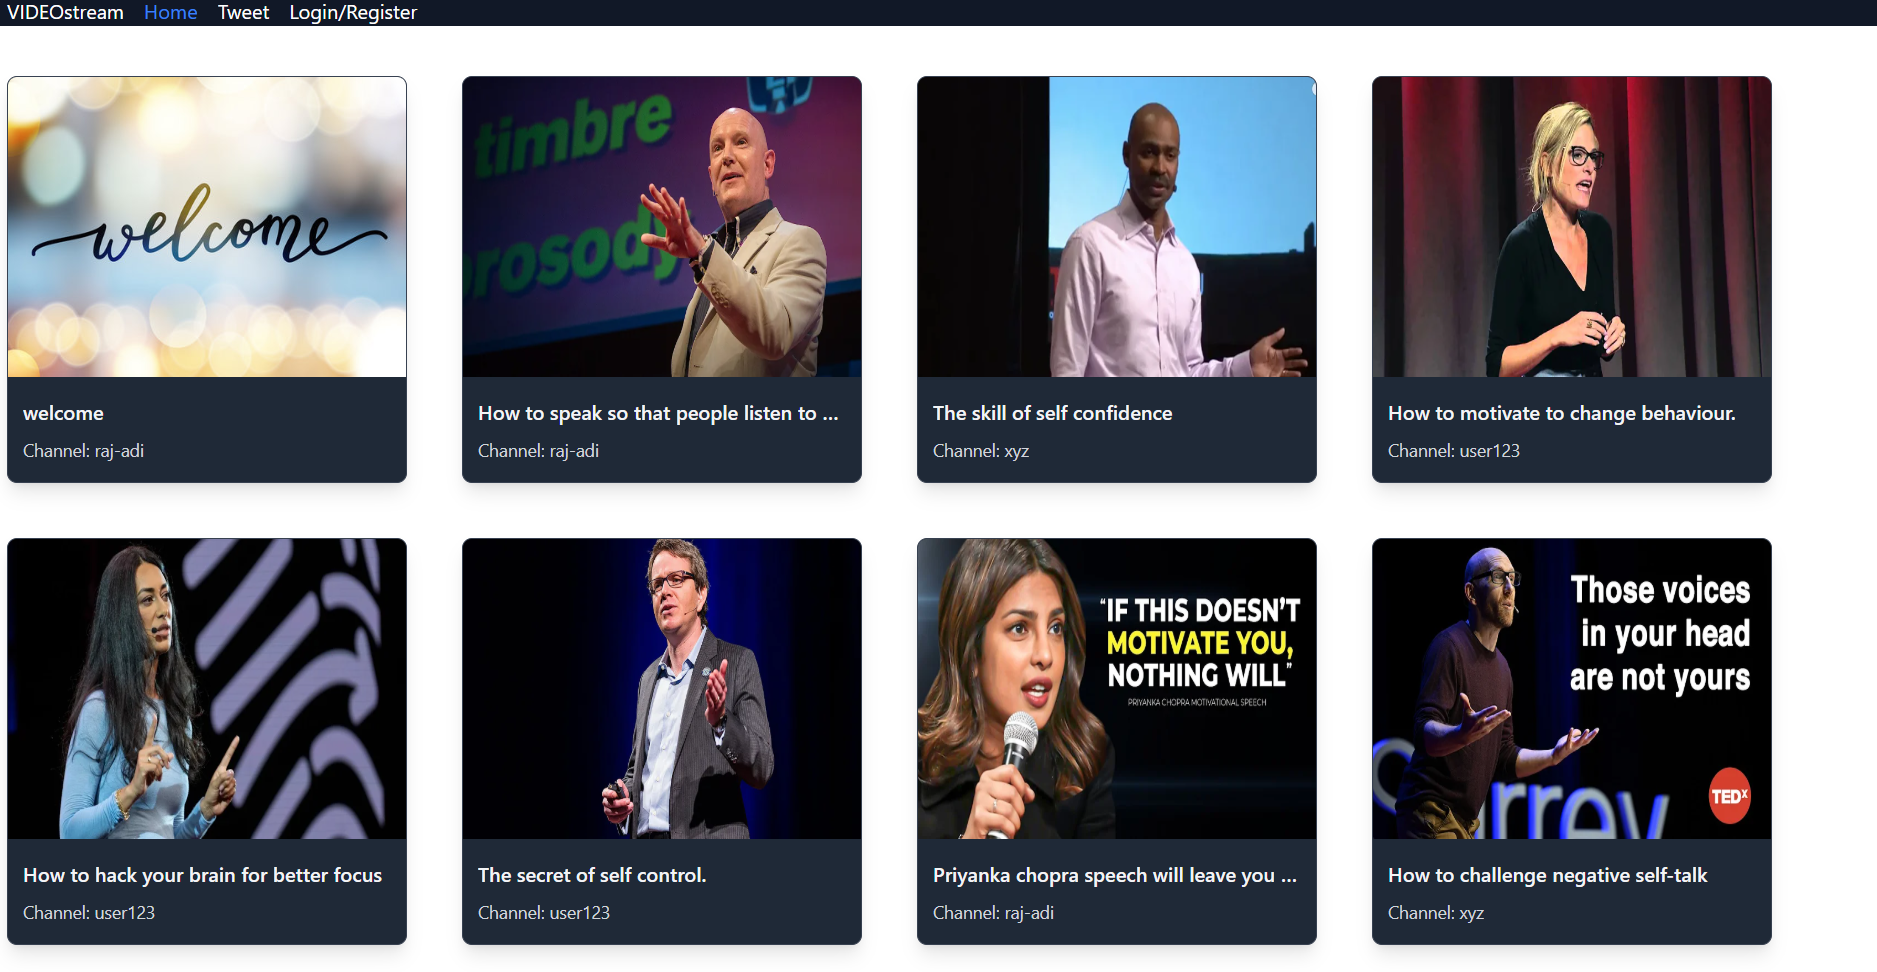 VIDEOstream Home Tweet Login/Register
welcome
timbre
prosody
welcome
Channel: raj-adi
How to speak so that people listen to ...
Channel: raj-adi
The skill of self confidence
Channel: xyz
How to motivate to change behaviour.
Channel: user123
“IF THIS DOESN’T
MOTIVATE YOU,
NOTHING WILL”
PRIYANKA CHOPRA MOTIVATIONAL SPEECH
Those voices
in your head
are not yours
TEDx
urrey
How to hack your brain for better focus
Channel: user123
The secret of self control.
Channel: user123
Priyanka chopra speech will leave you ...
Channel: raj-adi
How to challenge negative self-talk
Channel: xyz